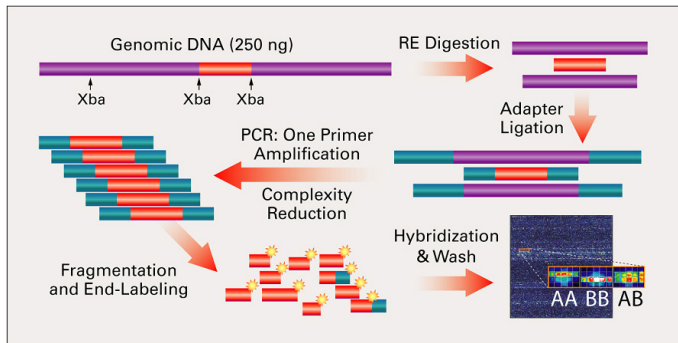 Genomic DNA (250 ng)
Xba
Xba
Xba
RE Digestion
Adapter
Ligation
PCR: One Primer
Amplification
Complexity
Reduction
Fragmentation
and End-Labeling
Hybridization
& Wash
AA BB AB